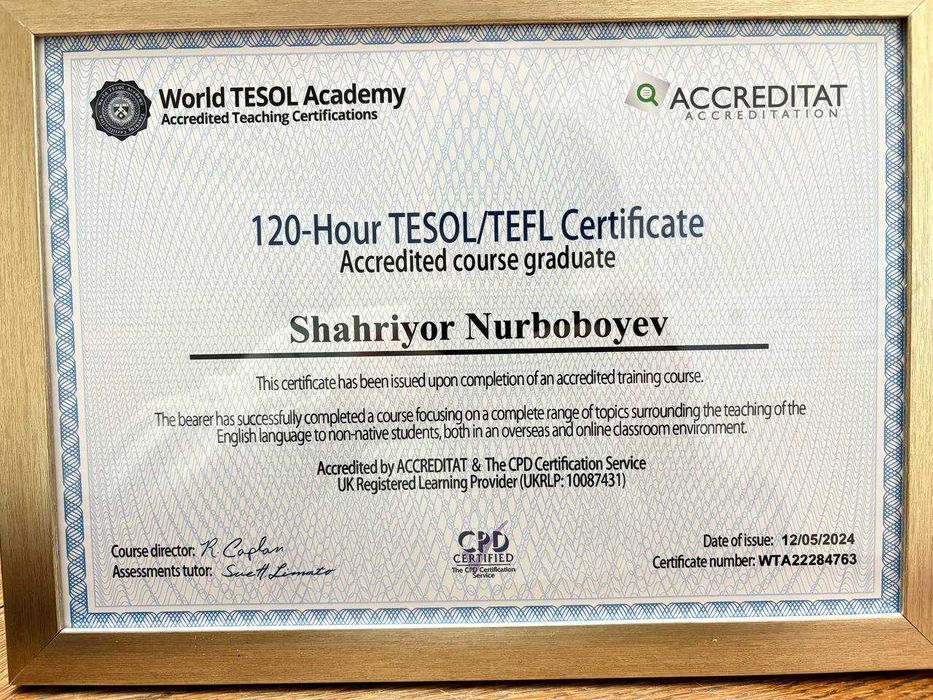 World TESOL Academy
Accredited Teaching Certifications
ACCREDITAT
ACCREDITATION
120-Hour TESOL/TEFL Certificate
Accredited course graduate
Shahriyor Nurboboyev
This certificate has been issued upon completion of an accredited training course.
The bearer has successfully completed a course focusing on a complete range of topics surrounding the teaching of the
English language to non-native students, both in an overseas and online classroom environment.
Accredited by ACCREDITAT & The CPD Certification Service
UK Registered Learning Provider (UKRLP: 10087431)
Course director: R Caplan
Assessments tutor:
CPD
CERTIFIED
The CPD Certification
Service
Date of issue: 12/05/2024
Certificate number: WTA22284763